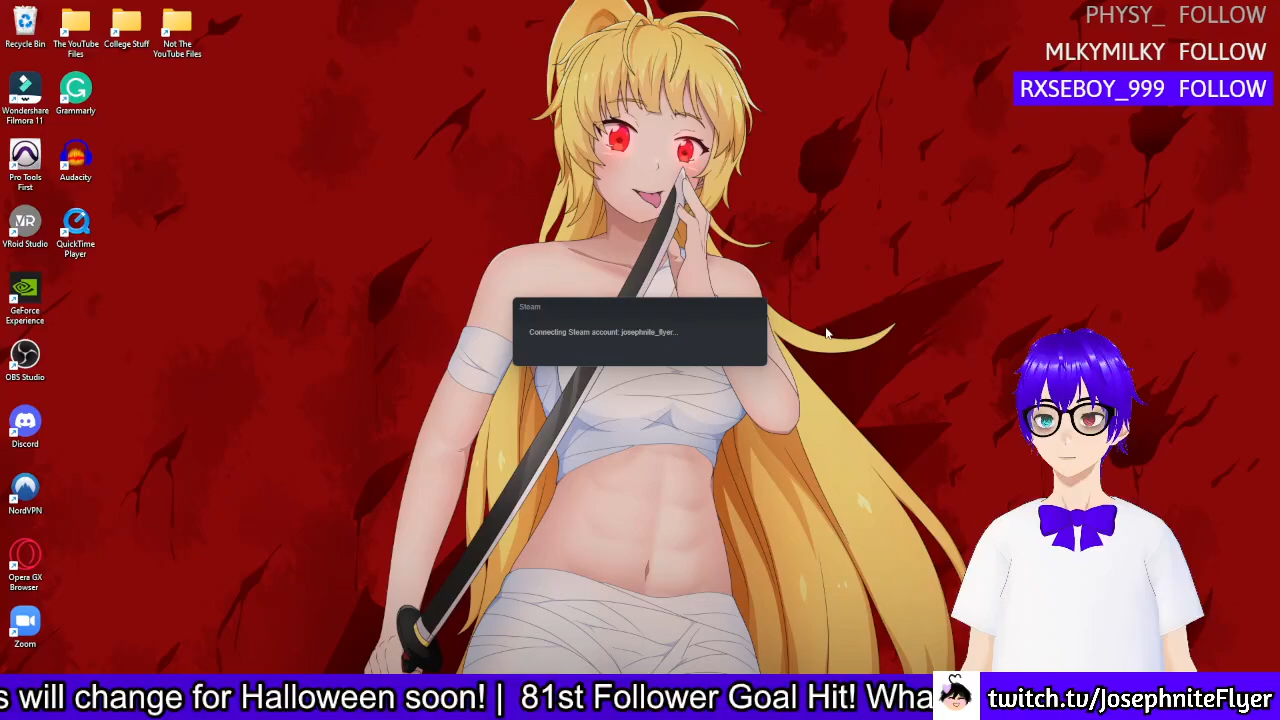 Recycle Bin
The YouTube Files
College Stuff
Not The YouTube Files
Wondershare Filmora 11
Grammarly
Pro Tools First
Audacity
VRoid Studio
QuickTime Player
GeForce Experience
OBS Studio
Discord
NordVPN
Opera GX Browser
Zoom
Steam
Connecting Steam account: josephnite_flyer...
PHYSY_ FOLLOW
MLKYMILKY FOLLOW
RXSEBOY_999 FOLLOW
s will change for Halloween soon! | 81st Follower Goal Hit! Wha
twitch.tv/JosephniteFlyer